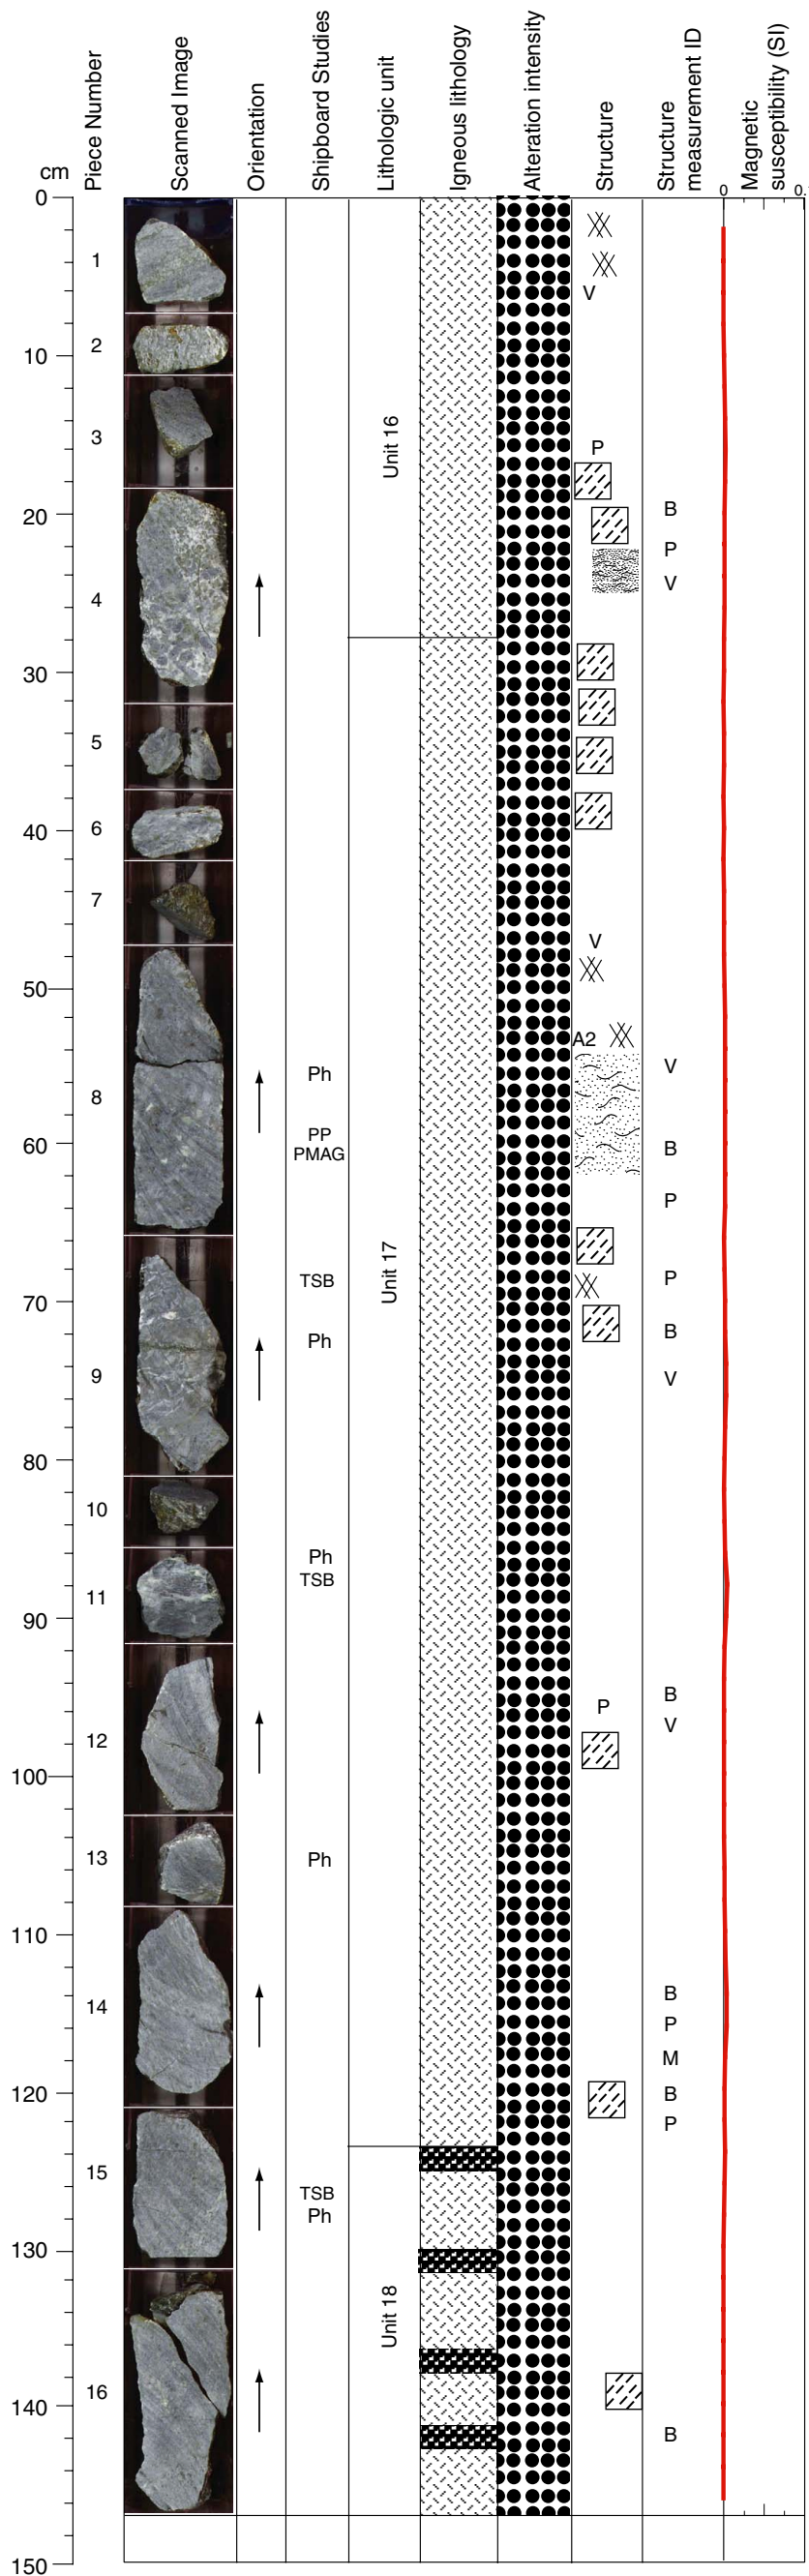 cm
Piece Number
Scanned Image
Orientation
Shipboard Studies
Lithologic unit
Igneous lithology
Alteration intensity
Structure
Structure
measurement ID
Magnetic
susceptibility (SI)
0 0.
0
1
V
2
10
3
Unit 16
P
20
B
P
4
V
30
5
6
40
7
V
50
A2
V
Ph
8
PP
60
PMAG
B
P
Unit 17
TSB
P
70
Ph
B
9
V
80
10
Ph
TSB
11
90
B
P
V
12
100
13
Ph
110
B
14
P
M
120
B
P
15
TSB
Ph
130
Unit 18
16
140
B
150